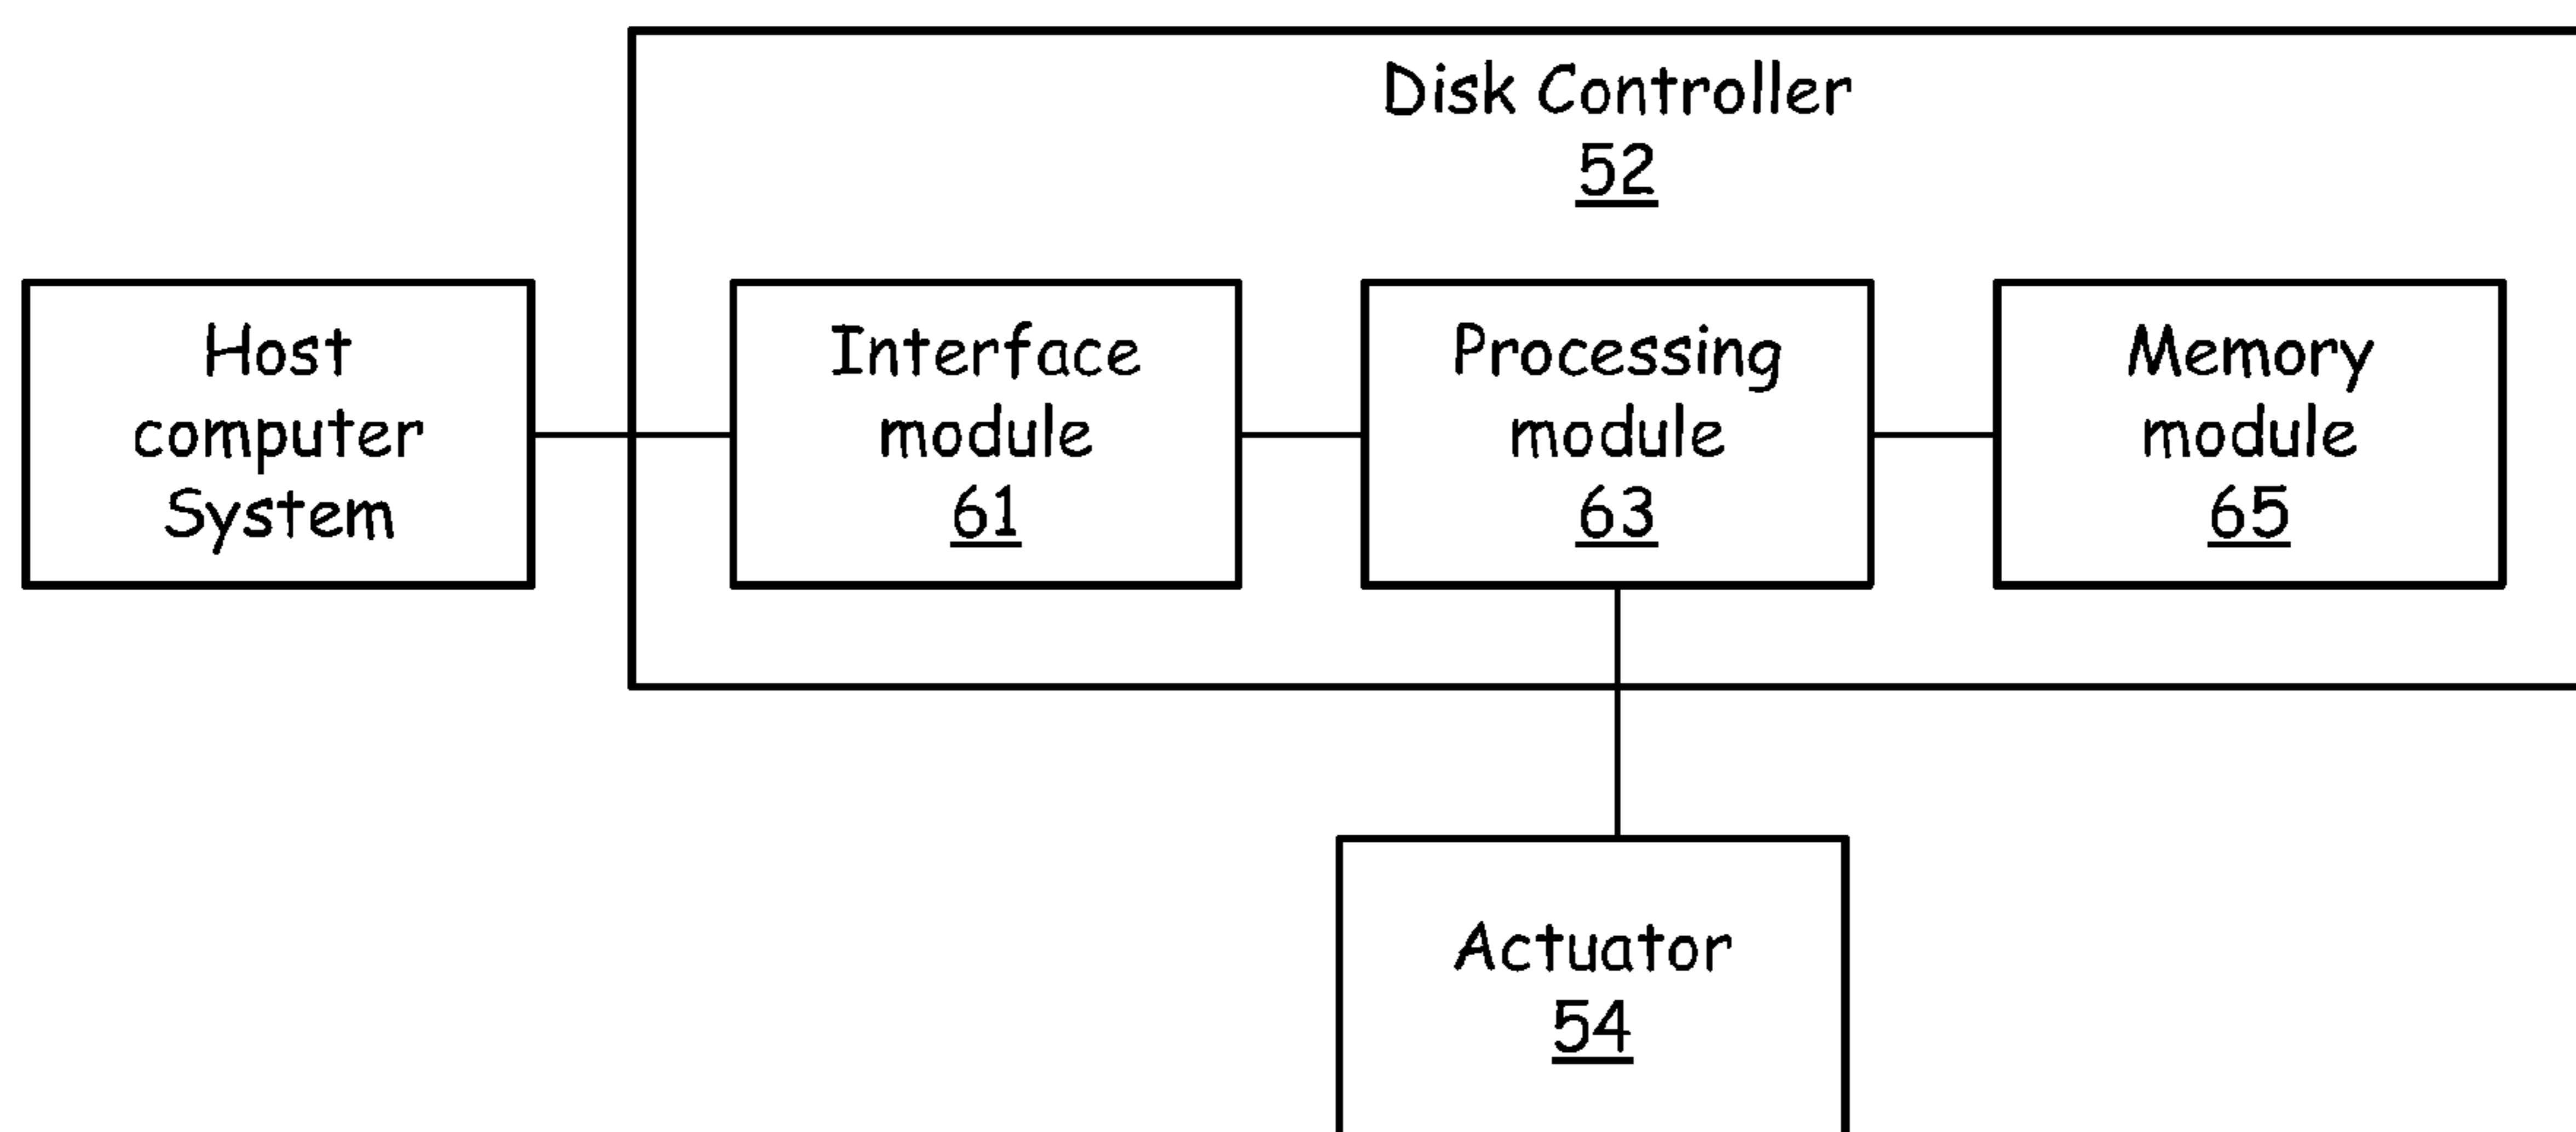 Disk Controller
52
Host
computer
System
Interface
module
61
Processing
module
63
Memory
module
65
Actuator
54